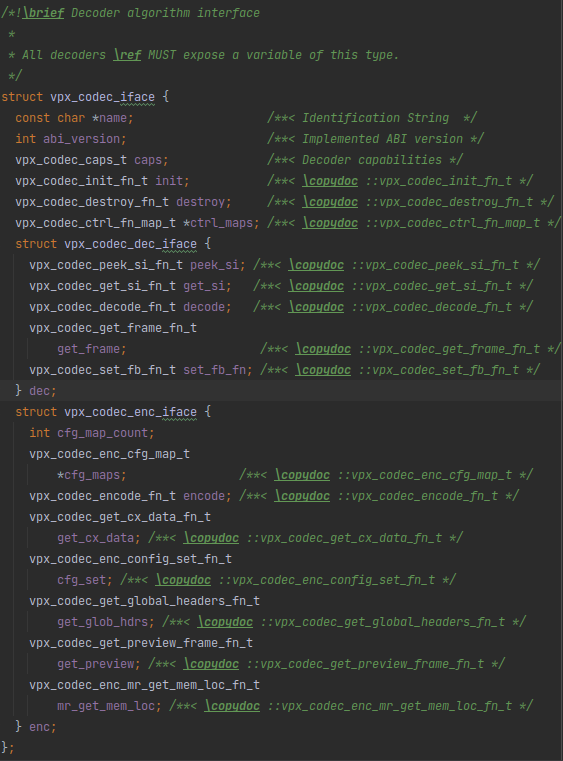 /*!\brief Decoder algorithm interface
 *
 * All decoders \ref MUST expose a variable of this type.
 */
struct vpx_codec_iface {
  const char *name;                   /**< Identification String  */
  int abi_version;                    /**< Implemented ABI version */
  vpx_codec_caps_t caps;              /**< Decoder capabilities */
  vpx_codec_init_fn_t init;           /**< \copydoc ::vpx_codec_init_fn_t */
  vpx_codec_destroy_fn_t destroy;     /**< \copydoc ::vpx_codec_destroy_fn_t */
  vpx_codec_ctrl_fn_map_t *ctrl_maps; /**< \copydoc ::vpx_codec_ctrl_fn_map_t */
  struct vpx_codec_dec_iface {
    vpx_codec_peek_si_fn_t peek_si; /**< \copydoc ::vpx_codec_peek_si_fn_t */
    vpx_codec_get_si_fn_t get_si;   /**< \copydoc ::vpx_codec_get_si_fn_t */
    vpx_codec_decode_fn_t decode;   /**< \copydoc ::vpx_codec_decode_fn_t */
    vpx_codec_get_frame_fn_t
        get_frame;                   /**< \copydoc ::vpx_codec_get_frame_fn_t */
    vpx_codec_set_fb_fn_t set_fb_fn; /**< \copydoc ::vpx_codec_set_fb_fn_t */
  } dec;
  struct vpx_codec_enc_iface {
    int cfg_map_count;
    vpx_codec_enc_cfg_map_t
        *cfg_maps;                /**< \copydoc ::vpx_codec_enc_cfg_map_t */
    vpx_codec_encode_fn_t encode; /**< \copydoc ::vpx_codec_encode_fn_t */
    vpx_codec_get_cx_data_fn_t
        get_cx_data; /**< \copydoc ::vpx_codec_get_cx_data_fn_t */
    vpx_codec_enc_config_set_fn_t
        cfg_set; /**< \copydoc ::vpx_codec_enc_config_set_fn_t */
    vpx_codec_get_global_headers_fn_t
        get_glob_hdrs; /**< \copydoc ::vpx_codec_get_global_headers_fn_t */
    vpx_codec_get_preview_frame_fn_t
        get_preview; /**< \copydoc ::vpx_codec_get_preview_frame_fn_t */
    vpx_codec_enc_mr_get_mem_loc_fn_t
        mr_get_mem_loc; /**< \copydoc ::vpx_codec_enc_mr_get_mem_loc_fn_t */
  } enc;
};